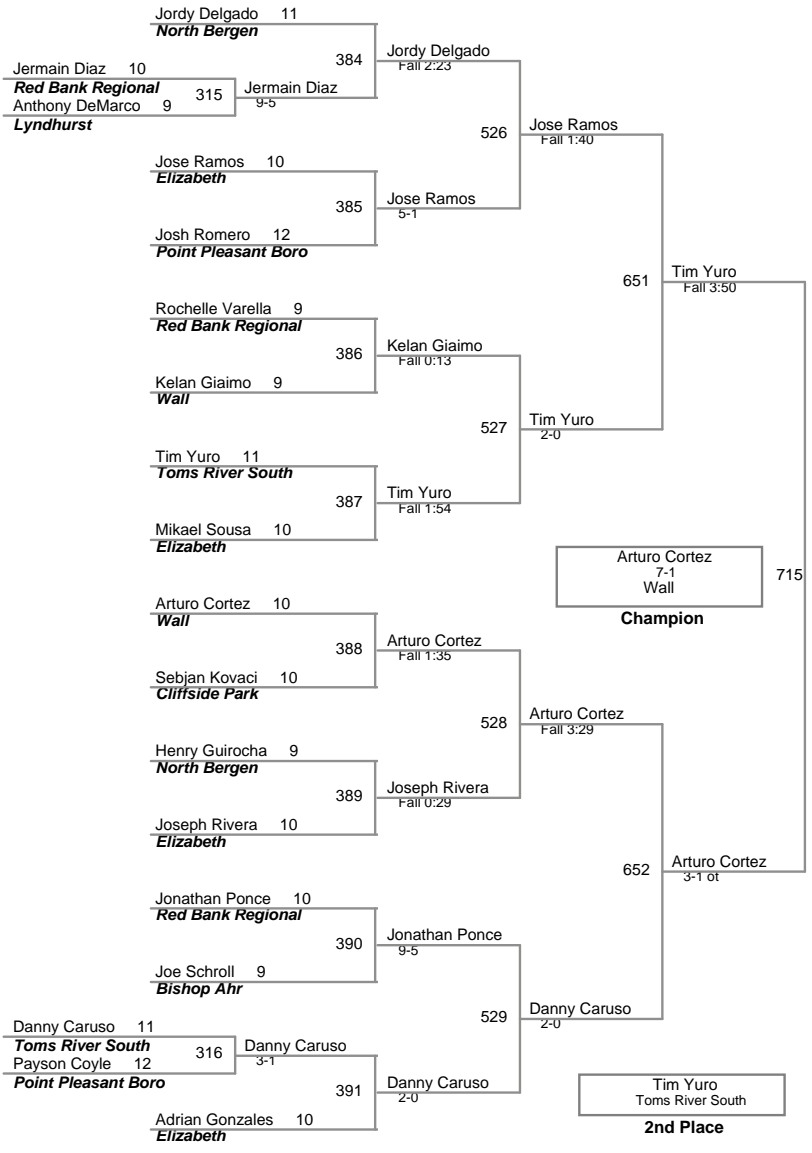 Jordy Delgado 11
North Bergen
384
Jordy Delgado
Fall 2:23
Jermain Diaz 10
Red Bank Regional
315
Jermain Diaz
9-5
Anthony DeMarco 9
Lyndhurst
526
Jose Ramos
Fall 1:40
Jose Ramos 10
Elizabeth
385
Jose Ramos
5-1
Josh Romero 12
Point Pleasant Boro
651
Tim Yuro
Fall 3:50
Rochelle Varella 9
Red Bank Regional
386
Kelan Giaimo
Fall 0:13
Kelan Giaimo 9
Wall
527
Tim Yuro
2-0
Tim Yuro 11
Toms River South
387
Tim Yuro
Fall 1:54
Mikael Sousa 10
Elizabeth
Arturo Cortez
7-1
Wall
715
Champion
Arturo Cortez 10
Wall
388
Arturo Cortez
Fall 1:35
Sebjan Kovaci 10
Cliffside Park
528
Arturo Cortez
Fall 3:29
Henry Guirocha 9
North Bergen
389
Joseph Rivera
Fall 0:29
Joseph Rivera 10
Elizabeth
652
Arturo Cortez
3-1 ot
Jonathan Ponce 10
Red Bank Regional
390
Jonathan Ponce
9-5
Joe Schroll 9
Bishop Ahr
529
Danny Caruso
2-0
Danny Caruso 11
Toms River South
316
Danny Caruso
3-1
Payson Coyle 12
Point Pleasant Boro
391
Danny Caruso
2-0
Adrian Gonzales 10
Elizabeth
Tim Yuro
Toms River South
2nd Place